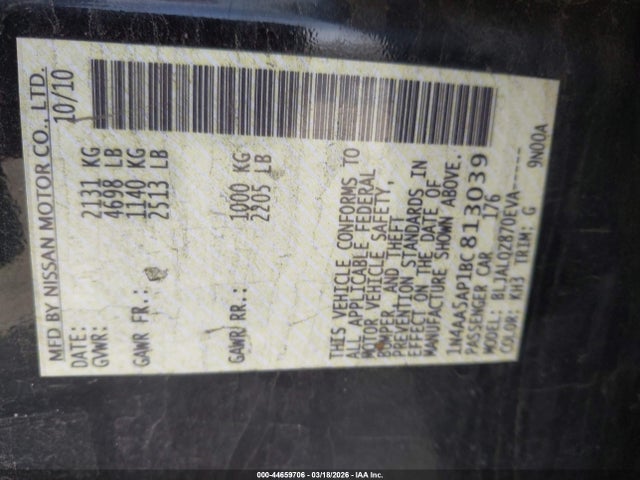 MFD BY NISSAN MOTOR CO., LTD.
DATE: 10/10
GVWR: 2131 KG
4698 LB
GAWR FR.: 1140 KG
2513 LB
GAWR RR.: 1000 KG
2205 LB
THIS VEHICLE CONFORMS TO
ALL APPLICABLE FEDERAL
MOTOR VEHICLE SAFETY,
BUMPER, AND THEFT
PREVENTION STANDARDS IN
EFFECT ON THE DATE OF
MANUFACTURE SHOWN ABOVE.
1N4AA5AP1BC813039
PASSENGER CAR 176
MODEL: BLJALQZ870EVA-----
COLOR: KH3 TRIM: G 9N00A
000-44659706 - 03/18/2026 - IAA Inc.